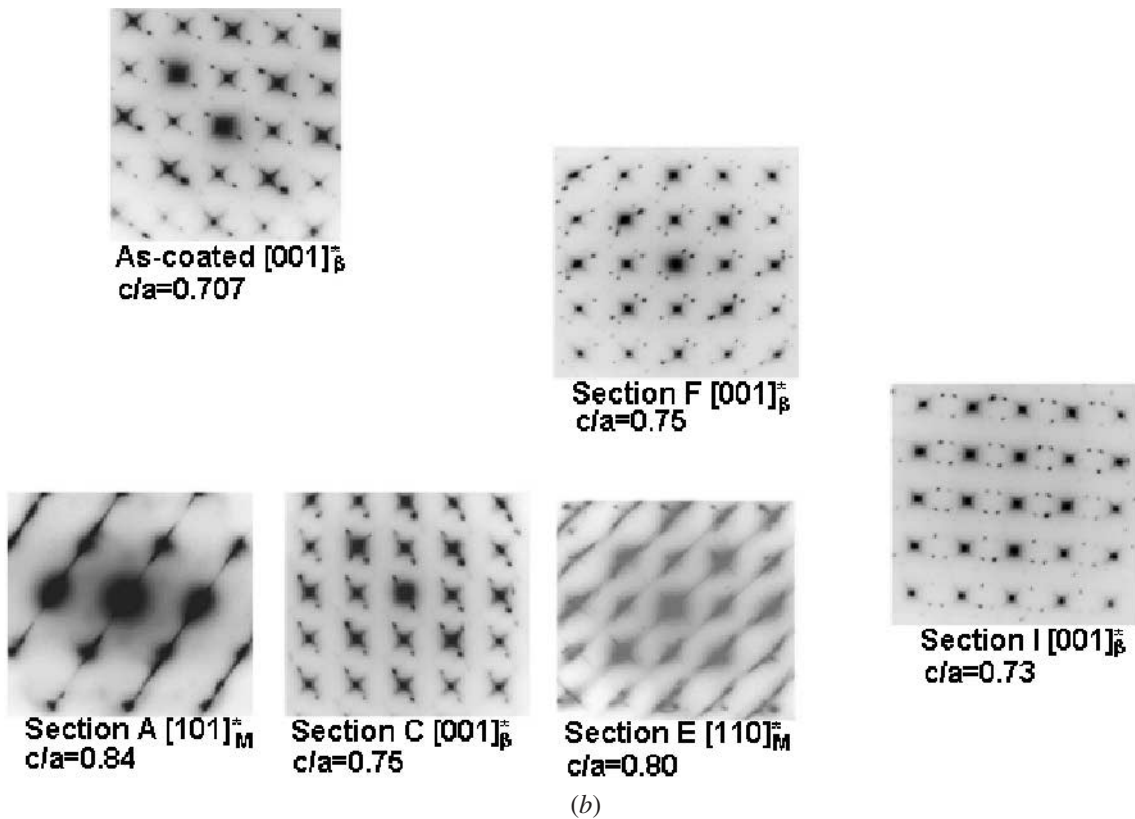 As-coated [001]*β
c/a=0.707
Section F [001]*β
c/a=0.75
Section I [001]*β
c/a=0.73
Section A [101]*M
c/a=0.84
Section C [001]*β
c/a=0.75
Section E [110]*M
c/a=0.80
(b)